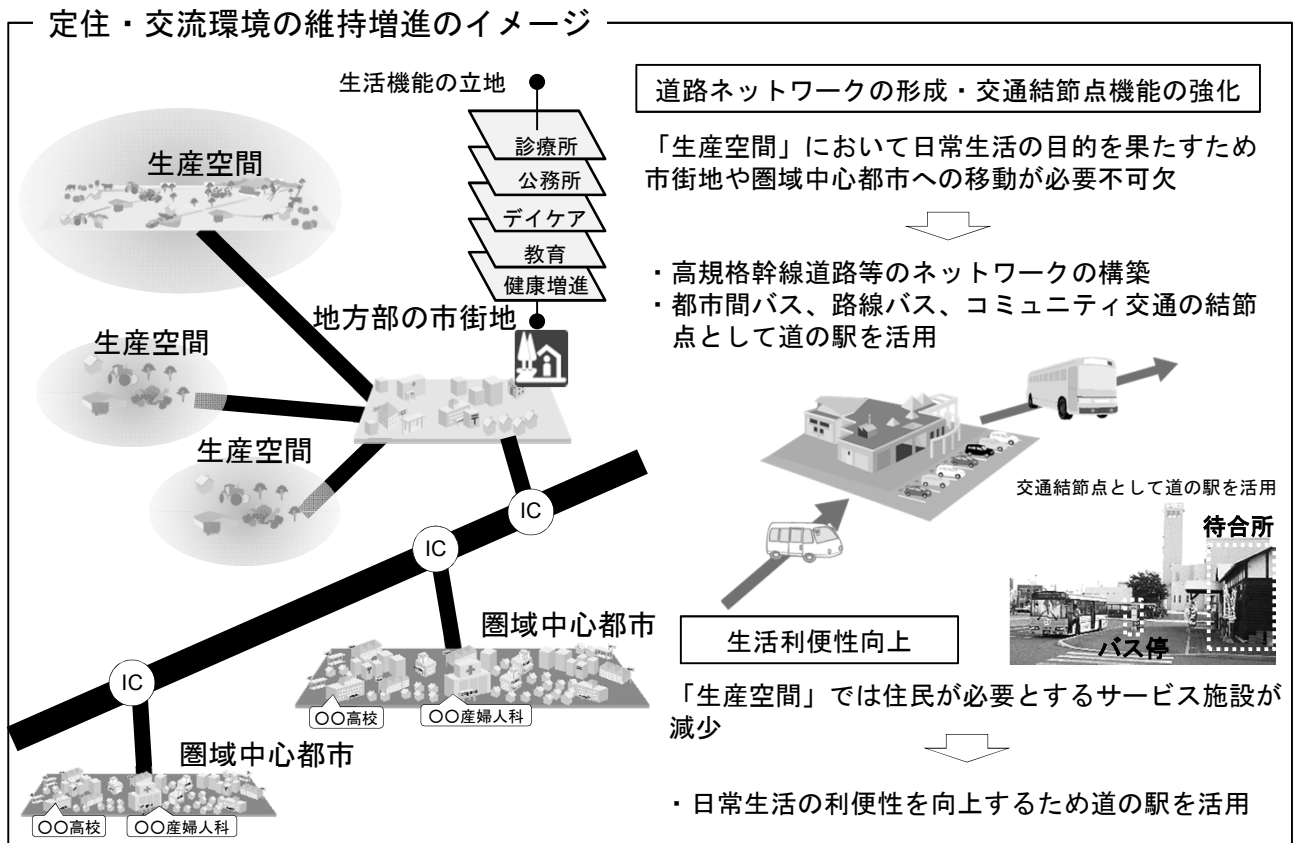 定住・交流環境の維持増進のイメージ
生活機能の立地
診療所
公務所
デイケア
教育
健康増進
生産空間
地方部の市街地
生産空間
生産空間
IC
IC
IC
圏域中心都市
〇〇高校
〇〇産婦人科
圏域中心都市
〇〇高校
〇〇産婦人科
道路ネットワークの形成・交通結節点機能の強化
「生産空間」において日常生活の目的を果たすため
市街地や圏域中心都市への移動が必要不可欠
・高規格幹線道路等のネットワークの構築
・都市間バス、路線バス、コミュニティ交通の結節
点として道の駅を活用
交通結節点として道の駅を活用
待合所
バス停
生活利便性向上
「生産空間」では住民が必要とするサービス施設が
減少
・日常生活の利便性を向上するため道の駅を活用